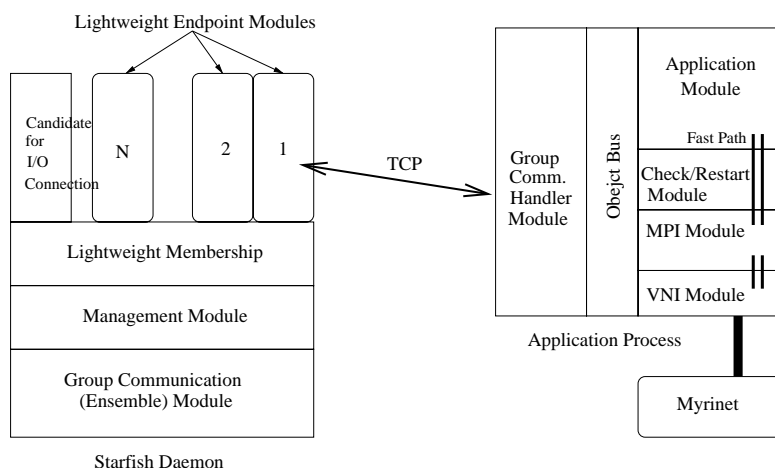 Lightweight Endpoint Modules
Candidate
for
I/O
Connection
N
2
1
TCP
Lightweight Membership
Management Module
Group Communication
(Ensemble) Module
Starfish Daemon
Group
Comm.
Handler
Module
Obejct Bus
Application
Module
Fast Path
Check/Restart
Module
MPI Module
VNI Module
Application Process
Myrinet